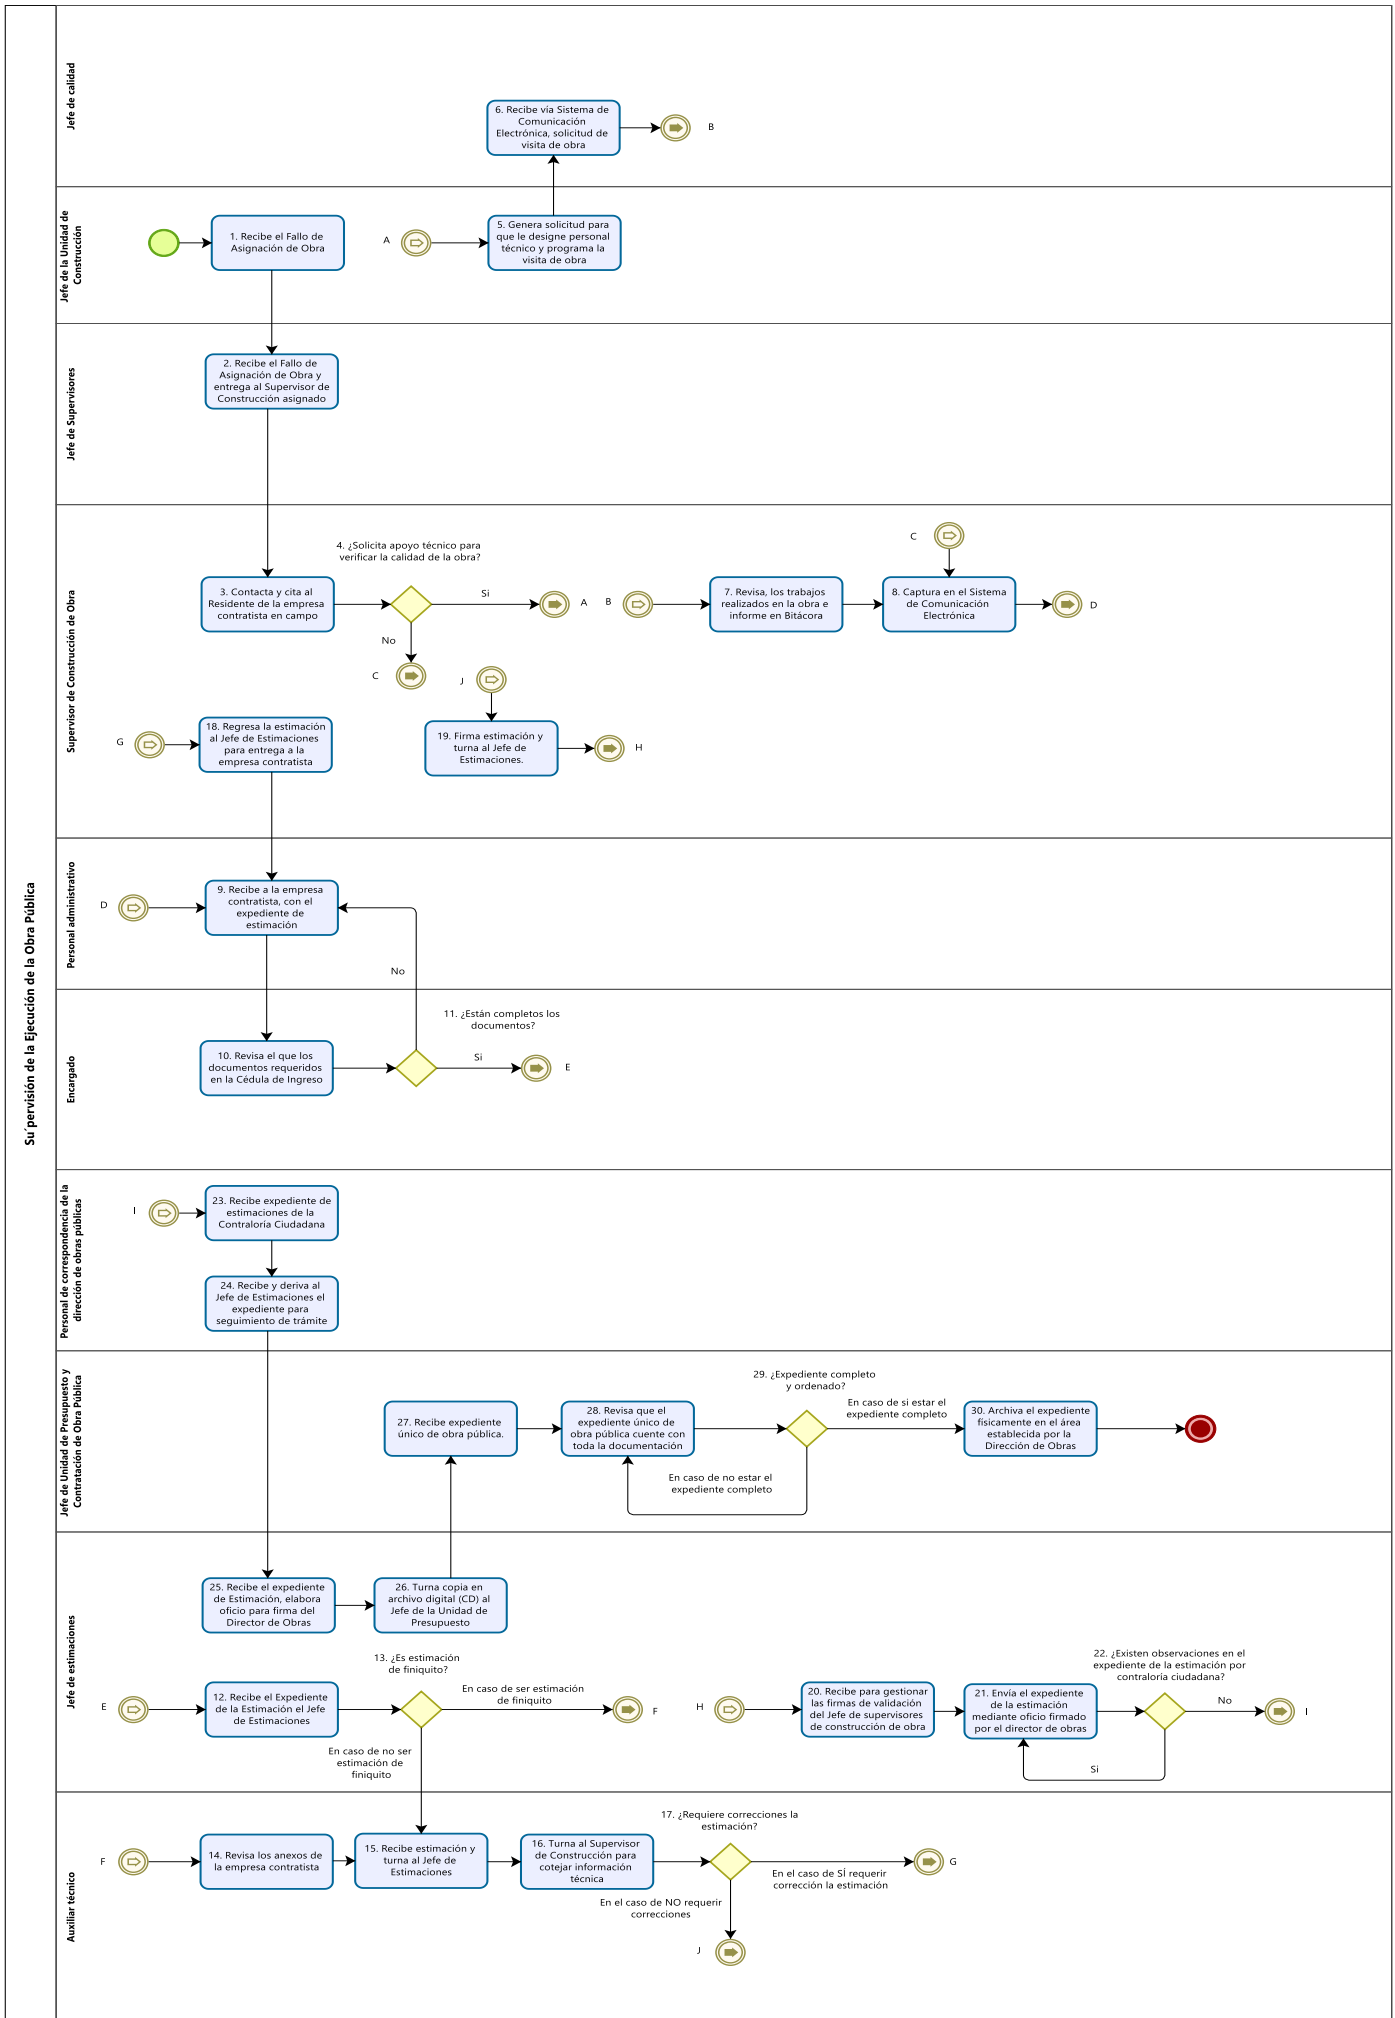 Su´pervisión de la Ejecución de la Obra Pública
Jefe de calidad
6. Recibe vía Sistema de
Comunicación
Electrónica, solicitud de
visita de obra
B
Jefe de la Unidad de
Construcción
1. Recibe el Fallo de
Asignación de Obra
A
5. Genera solicitud para
que le designe personal
técnico y programa la
visita de obra
Jefe de Supervisores
2. Recibe el Fallo de
Asignación de Obra y
entrega al Supervisor de
Construcción asignado
Supervisor de Construcción de Obra
3. Contacta y cita al
Residente de la empresa
contratista en campo
4. ¿Solicita apoyo técnico para
verificar la calidad de la obra?
Si
A
No
C
B
7. Revisa, los trabajos
realizados en la obra e
informe en Bitácora
C
8. Captura en el Sistema
de Comunicación
Electrónica
D
G
18. Regresa la estimación
al Jefe de Estimaciones
para entrega a la
empresa contratista
J
19. Firma estimación y
turna al Jefe de
Estimaciones.
H
Personal administrativo
D
9. Recibe a la empresa
contratista, con el
expediente de
estimación
No
Encargado
10. Revisa el que los
documentos requeridos
en la Cédula de Ingreso
11. ¿Están completos los
documentos?
Si
E
Personal de correspondencia de la
dirección de obras públicas
I
23. Recibe expediente de
estimaciones de la
Contraloría Ciudadana
24. Recibe y deriva al
Jefe de Estimaciones el
expediente para
seguimiento de trámite
Jefe de Unidad de Presupuesto y
Contratación de Obra Pública
27. Recibe expediente
único de obra pública.
28. Revisa que el
expediente único de
obra pública cuente con
toda la documentación
29. ¿Expediente completo
y ordenado?
En caso de si estar el
expediente completo
En caso de no estar el
expediente completo
30. Archiva el expediente
físicamente en el área
establecida por la
Dirección de Obras
Jefe de estimaciones
25. Recibe el expediente
de Estimación, elabora
oficio para firma del
Director de Obras
26. Turna copia en
archivo digital (CD) al
Jefe de la Unidad de
Presupuesto
E
12. Recibe el Expediente
de la Estimación el Jefe
de Estimaciones
13. ¿Es estimación
de finiquito?
En caso de ser estimación
de finiquito
F
En caso de no ser
estimación de
finiquito
H
20. Recibe para gestionar
las firmas de validación
del Jefe de supervisores
de construcción de obra
21. Envía el expediente
de la estimación
mediante oficio firmado
por el director de obras
22. ¿Existen observaciones en el
expediente de la estimación por
contraloria ciudadana?
No
I
Si
Auxiliar técnico
F
14. Revisa los anexos de
la empresa contratista
15. Recibe estimación y
turna al Jefe de
Estimaciones
16. Turna al Supervisor
de Construcción para
cotejar información
técnica
17. ¿Requiere correcciones la
estimación?
En el caso de SÍ requerir
corrección la estimación
G
En el caso de NO requerir
correcciones
J